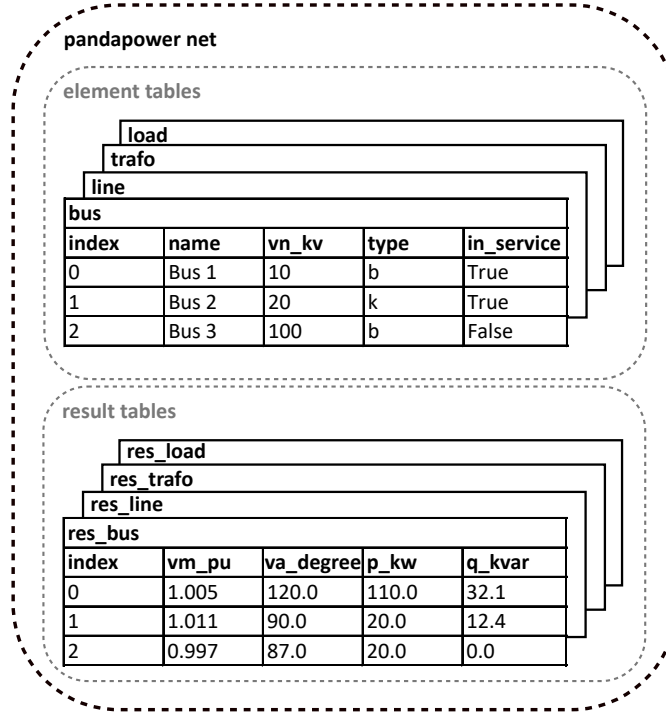 pandapower net
element tables
load
trafo
line
bus
index name vn_kv type in_service
0 Bus 1 10 b True
1 Bus 2 20 k True
2 Bus 3 100 b False
result tables
res_load
res_trafo
res_line
res_bus
index vm_pu va_degree p_kw q_kvar
0 1.005 120.0 110.0 32.1
1 1.011 90.0 20.0 12.4
2 0.997 87.0 20.0 0.0